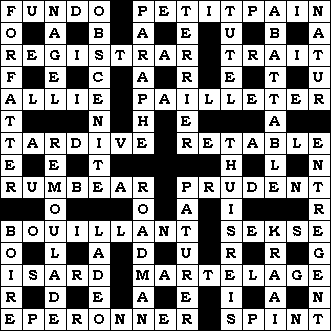 FUNDO PETITPAIN
O A B A E U B A
REGISTRAR TRAIT
F E C A R E T U
ALLIE PAILLETER
T N H E A E
TARDIVE RETABLE
E E T H L N
RUMBEAR PRUDENT
O O A I R
BOUILLANT SEKSE
O L A D U R R G
ISARD MARTELAGE
R D E A E I A N
EPERONNER SPINT